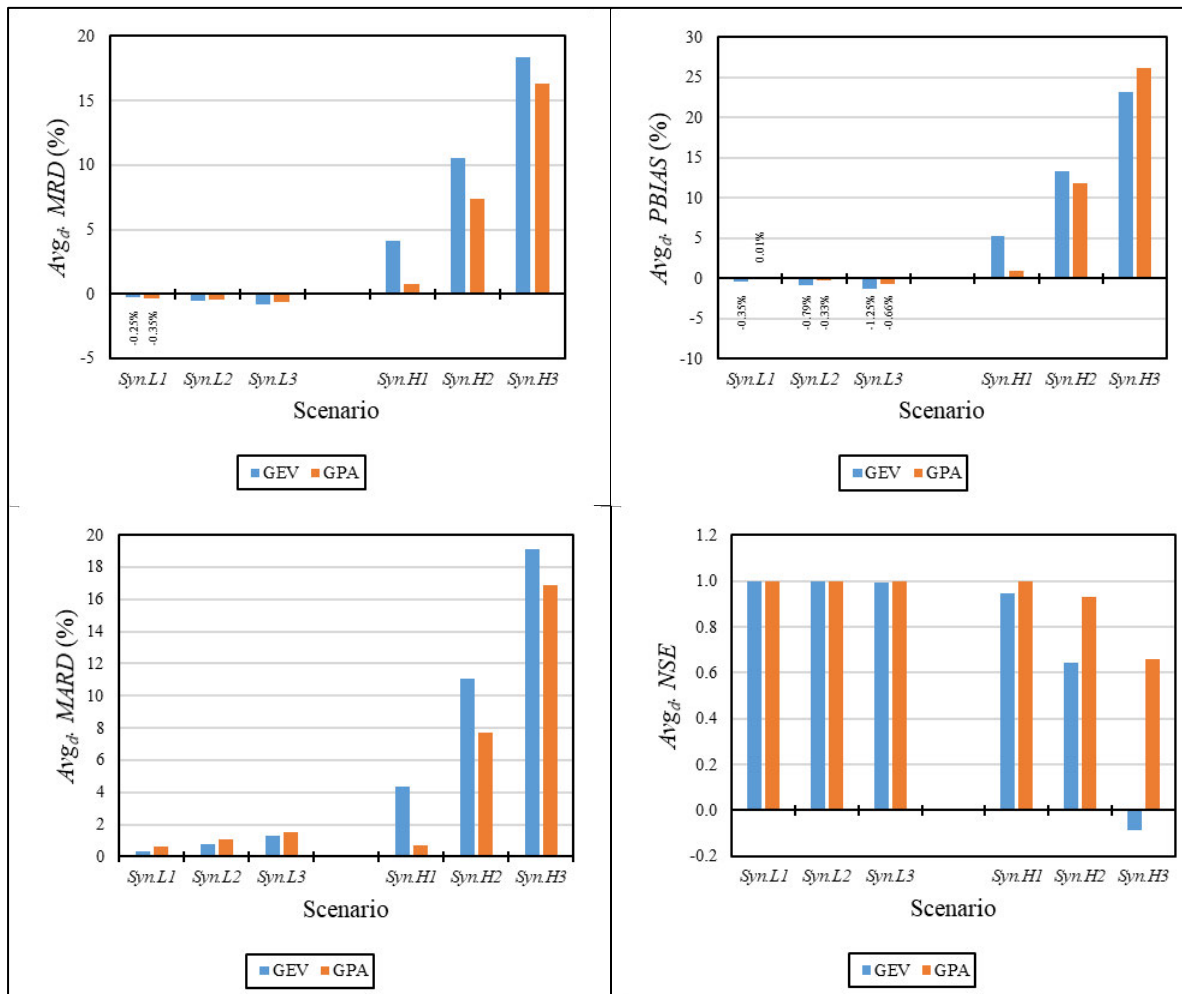 Avg_d. MRD (%)
20
15
10
5
0
-5
-0.25%
-0.35%
Syn.L1 Syn.L2 Syn.L3 Syn.H1 Syn.H2 Syn.H3
Scenario
GEV GPA
Avg_d. PBIAS (%)
30
25
20
15
10
5
0
-5
-10
-0.35%
0.01%
-0.79%
-0.33%
-1.25%
-0.66%
Syn.L1 Syn.L2 Syn.L3 Syn.H1 Syn.H2 Syn.H3
Scenario
GEV GPA
Avg_d. MARD (%)
20
18
16
14
12
10
8
6
4
2
0
Syn.L1 Syn.L2 Syn.L3 Syn.H1 Syn.H2 Syn.H3
Scenario
GEV GPA
Avg_d. NSE
1.2
1.0
0.8
0.6
0.4
0.2
0.0
-0.2
Syn.L1 Syn.L2 Syn.L3 Syn.H1 Syn.H2 Syn.H3
Scenario
GEV GPA